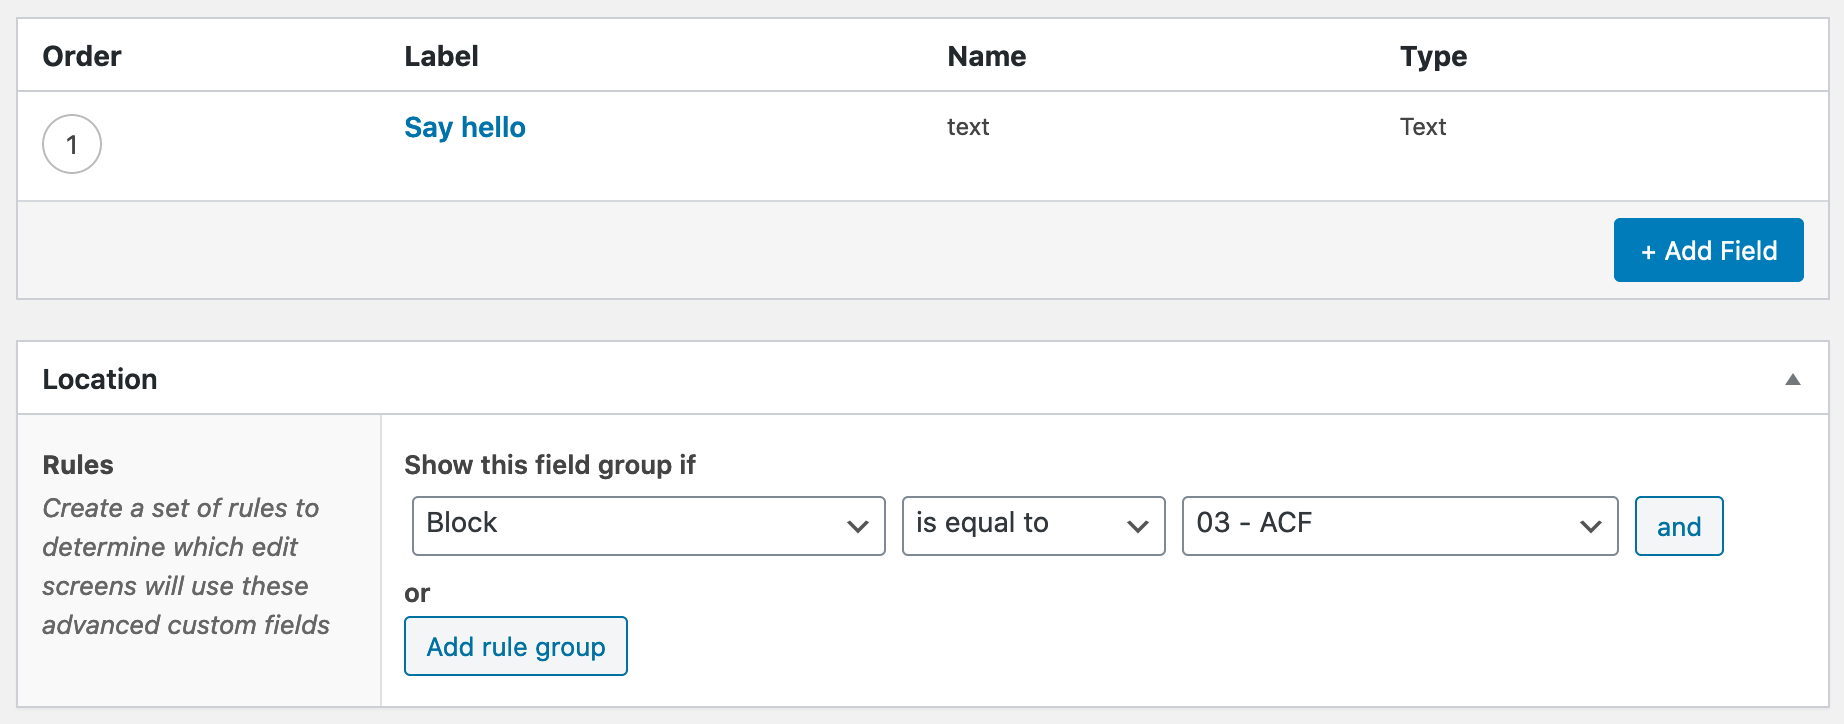 Order Label Name Type
1 Say hello text Text
+ Add Field
Location
Rules
Create a set of rules to
determine which edit
screens will use these
advanced custom fields
Show this field group if
Block is equal to 03 - ACF and
or
Add rule group